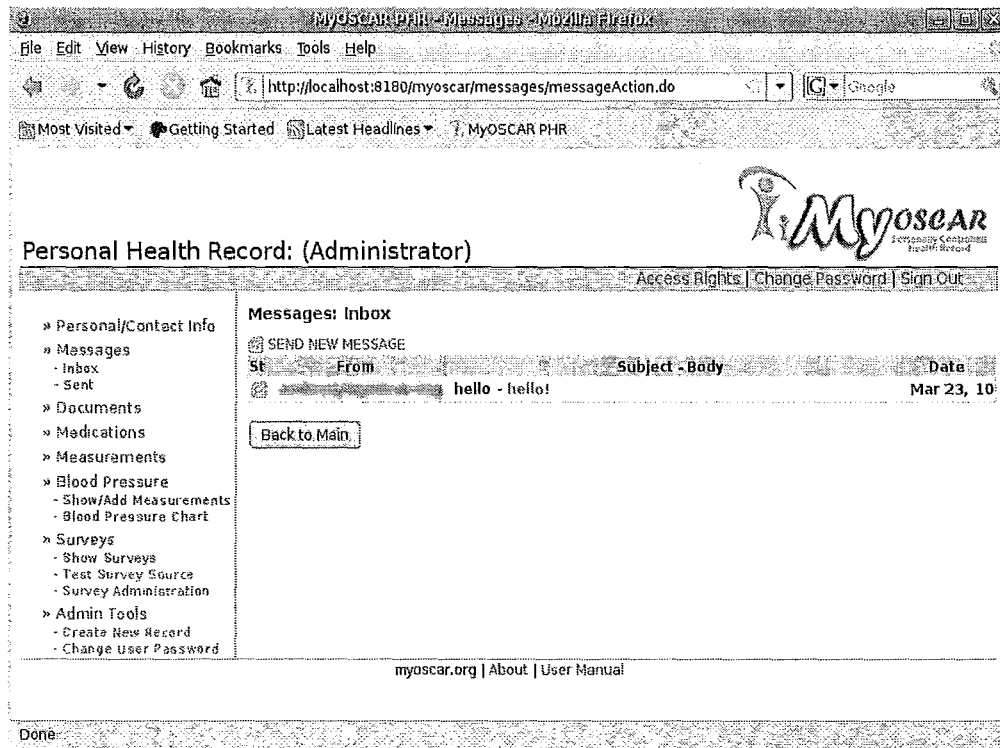 MyOSCAR PHR - Messages - Mozilla Firefox
File Edit View History Bookmarks Tools Help
http://localhost:8180/myoscar/messages/messageAction.do
G Google
Most Visited Getting Started Latest Headlines MyOSCAR PHR
MyOSCAR
Personally Controlled
Health Record
Personal Health Record: (Administrator)
Access Rights | Change Password | Sign Out
» Personal/Contact Info
» Messages
- Inbox
- Sent
» Documents
» Medications
» Measurements
» Blood Pressure
- Show/Add Measurements
- Blood Pressure Chart
» Surveys
- Show Surveys
- Test Survey Source
- Survey Administration
» Admin Tools
- Create New Record
- Change User Password
Messages: Inbox
SEND NEW MESSAGE
St From Subject - Body Date
hello - hello! Mar 23, 10
Back to Main
myoscar.org | About | User Manual
Done